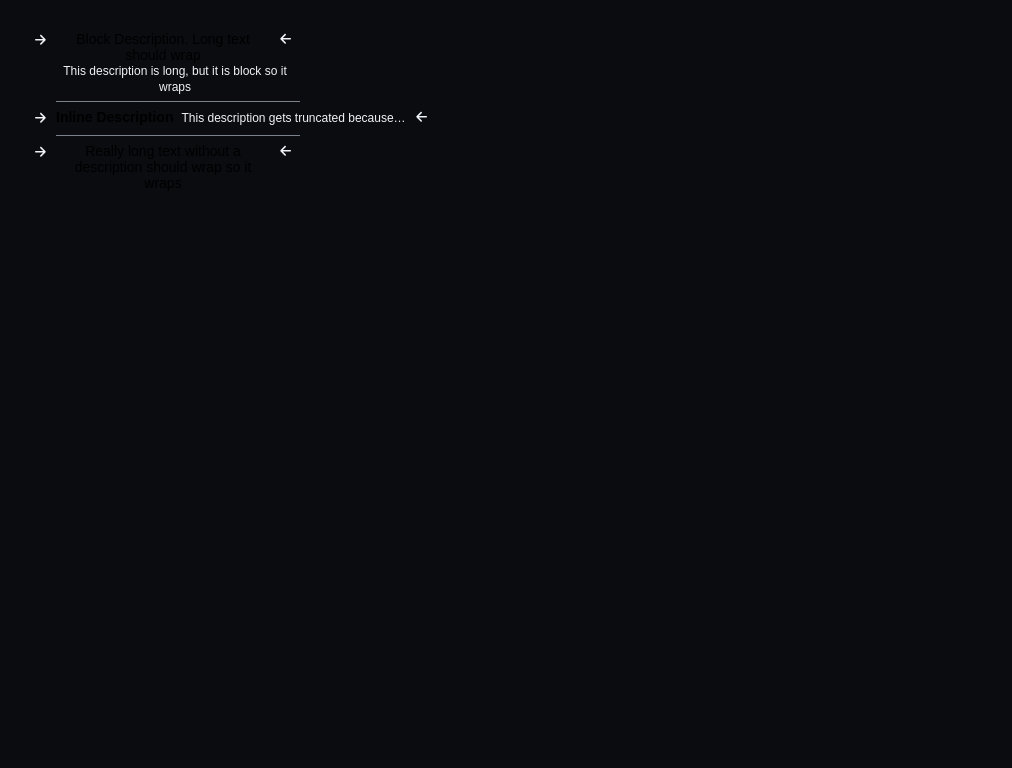 Block Description. Long text
should wrap
This description is long, but it is block so it
wraps
Inline Description This description gets truncated because…
Really long text without a
description should wrap so it
wraps